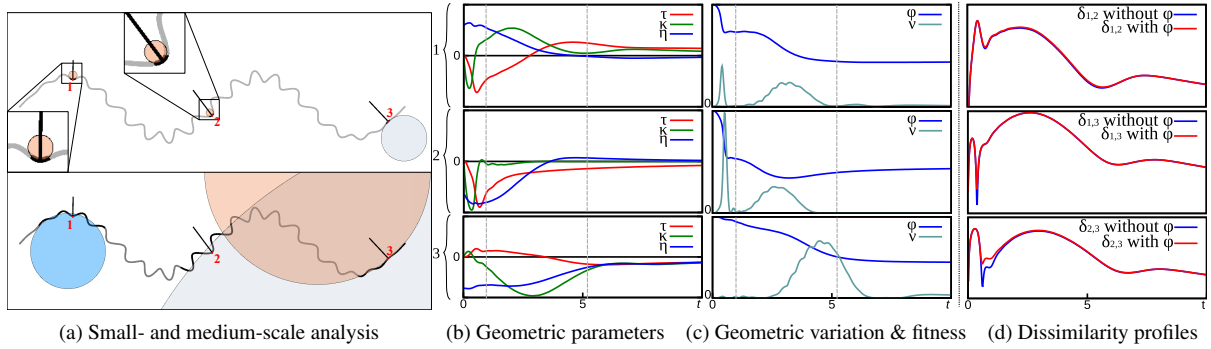 1
2
3
1
2
3
1
τ
κ
η
0
2
τ
κ
η
0
3
τ
κ
η
0
0
5
t
φ
ν
0
φ
ν
0
φ
ν
0
0
5
t
δ1,2 without φ
δ1,2 with φ
δ1,3 without φ
δ1,3 with φ
δ2,3 without φ
δ2,3 with φ
0
5
t
(a) Small- and medium-scale analysis
(b) Geometric parameters
(c) Geometric variation & fitness
(d) Dissimilarity profiles